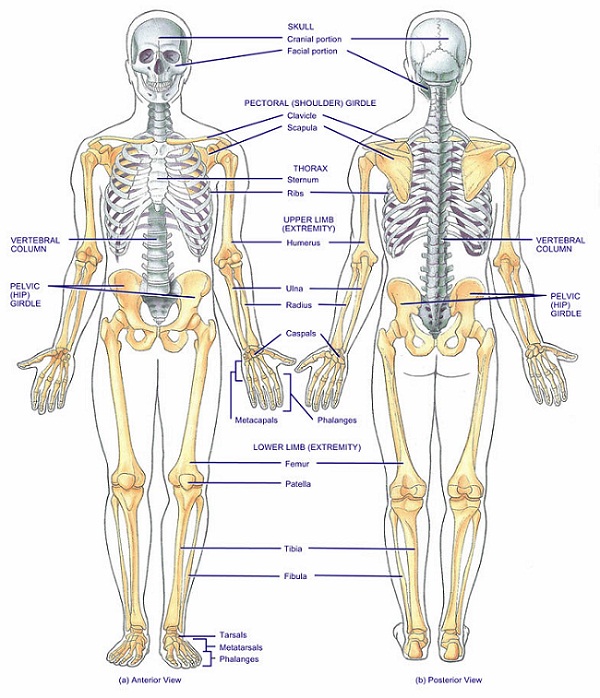 SKULL
Cranial portion
Facial portion
PECTORAL (SHOULDER) GIRDLE
Clavicle
Scapula
THORAX
Sternum
Ribs
UPPER LIMB
(EXTREMITY)
Humerus
VERTEBRAL
COLUMN
VERTEBRAL
COLUMN
Ulna
Radius
PELVIC
(HIP)
GIRDLE
PELVIC
(HIP)
GIRDLE
Caspals
Metacapals
Phalanges
LOWER LIMB (EXTREMITY)
Femur
Patella
Tibia
Fibula
Tarsals
Metatarsals
Phalanges
(a) Anterior View
(b) Posterior View